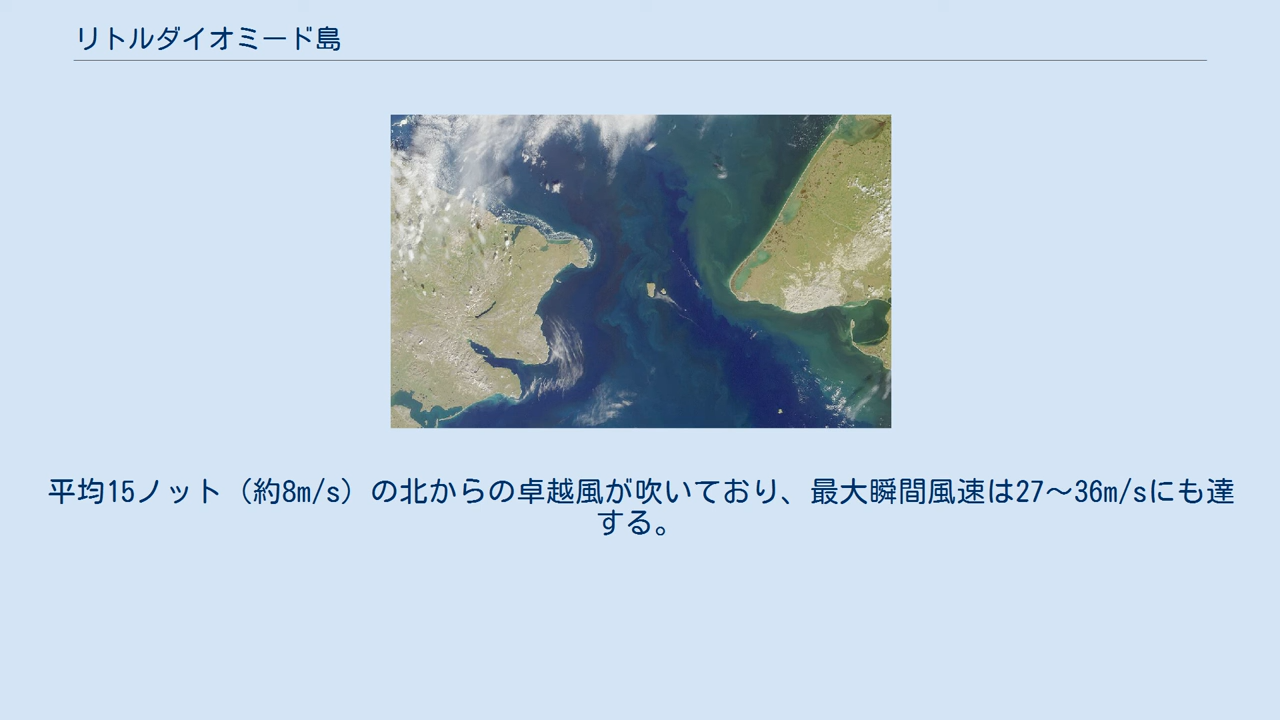 リトルダイオミード島
平均15ノット（約8m/s）の北からの卓越風が吹いており、最大瞬間風速は27〜36m/sにも達
する。